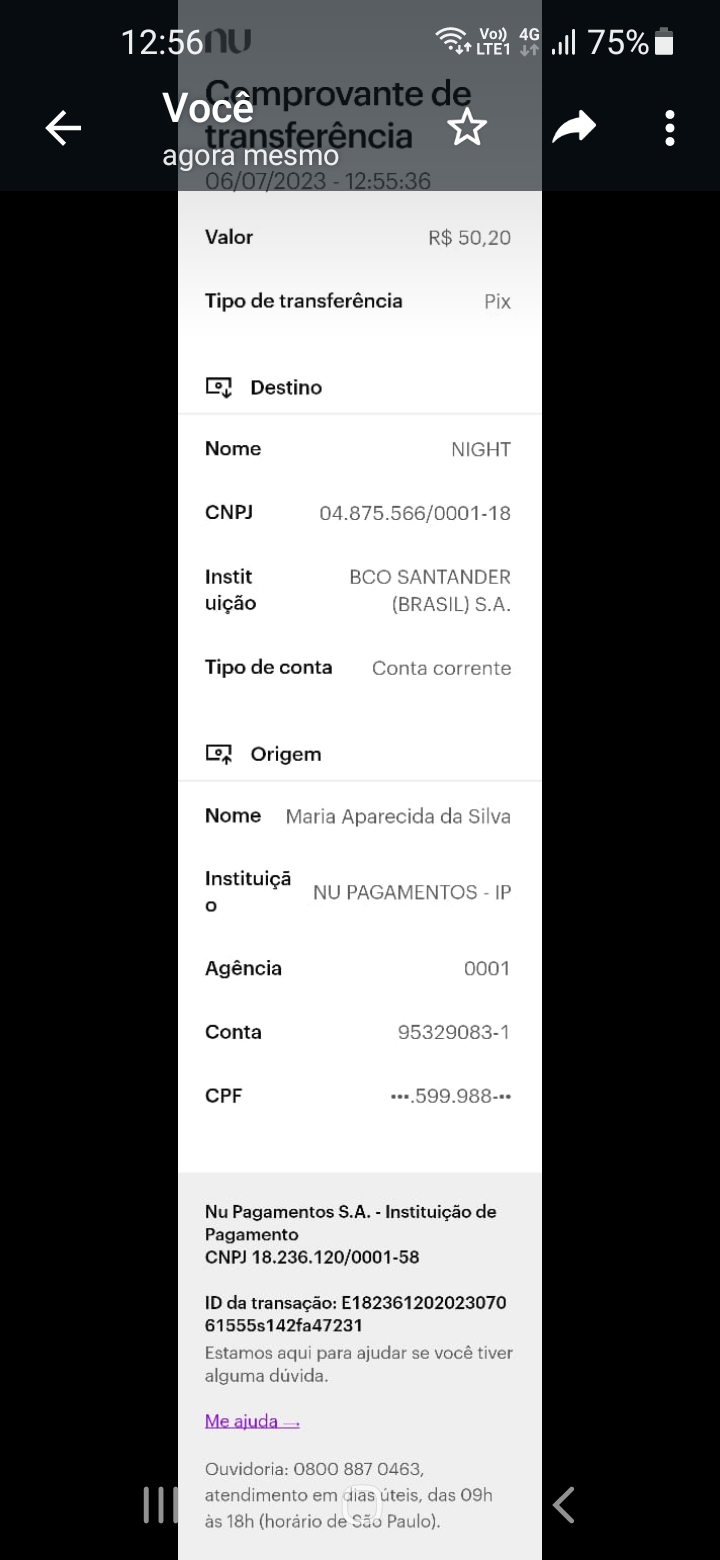 12:56 nu Vo)) LTE1 4G 75%
Comprovante de
Você
transferência
agora mesmo
06/07/2023 - 12:55:36
Valor R$ 50,20
Tipo de transferência Pix
Destino
Nome NIGHT
CNPJ 04.875.566/0001-18
Instit BCO SANTANDER
uição (BRASIL) S.A.
Tipo de conta Conta corrente
Origem
Nome Maria Aparecida da Silva
Instituiçã NU PAGAMENTOS - IP
o
Agência 0001
Conta 95329083-1
CPF •••.599.988-••
Nu Pagamentos S.A. - Instituição de
Pagamento
CNPJ 18.236.120/0001-58
ID da transação: E182361202023070
61555s142fa47231
Estamos aqui para ajudar se você tiver
alguma dúvida.
Me ajuda →
Ouvidoria: 0800 887 0463,
atendimento em dias úteis, das 09h
às 18h (horário de São Paulo).